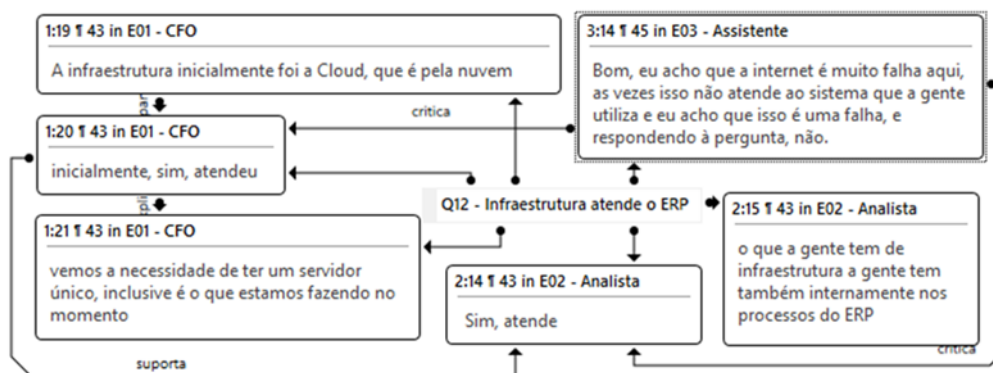 1:19 ¶ 43 in E01 - CFO
A infraestrutura inicialmente foi a Cloud, que é pela nuvem
3:14 ¶ 45 in E03 - Assistente
Bom, eu acho que a internet é muito falha aqui,
as vezes isso não atende ao sistema que a gente
utiliza e eu acho que isso é uma falha, e
respondendo à pergunta, não.
critica
1:20 ¶ 43 in E01 - CFO
inicialmente, sim, atendeu
Q12 - Infraestrutura atende o ERP
1:21 ¶ 43 in E01 - CFO
vemos a necessidade de ter um servidor
único, inclusive é o que estamos fazendo no
momento
2:15 ¶ 43 in E02 - Analista
o que a gente tem de
infraestrutura a gente tem
também internamente nos
processos do ERP
2:14 ¶ 43 in E02 - Analista
Sim, atende
critica
suporta